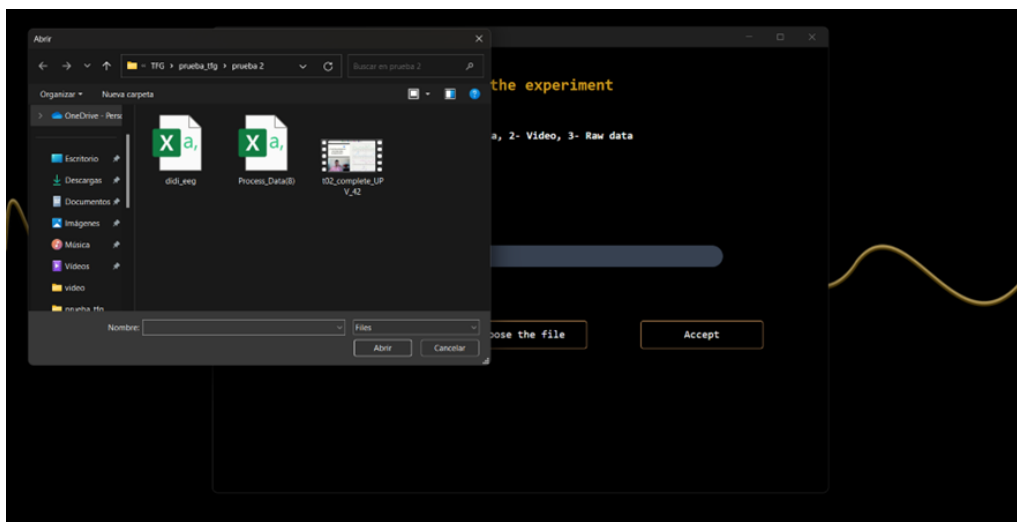 Abrir
TFG › prueba_tfg › prueba 2
Buscar en prueba 2
Organizar
Nueva carpeta
OneDrive - Perso
Escritorio
Descargas
Documentos
Imágenes
Música
Vídeos
video
prueba_tfg
didi_eeg
Process_Data(8)
t02_complete_UP
V_42
Nombre:
Files
Abrir
Cancelar
the experiment
a, 2- Video, 3- Raw data
oose the file
Accept